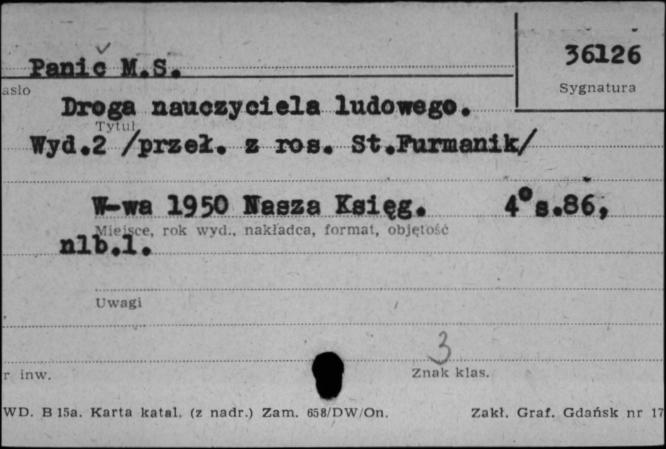 36126
Panić M.S.
asło
Sygnatura
Droga nauczyciela ludowego.
Tytuł
Wyd.2 /przeł. z ros. St.Furmanik/
W-wa 1950 Nasza Księg. 4° s.86,
Miejsce, rok wyd., nakładca, format, objętość
nlb.1.
Uwagi
3
r inw.
Znak klas.
WD. B 15a. Karta katal. (z nadr.) Zam. 658/DW/On. Zakł. Graf. Gdańsk nr 17